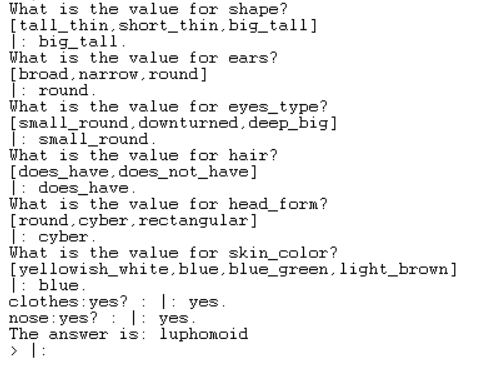 What is the value for shape?
[tall_thin,short_thin,big_tall]
|: big_tall.
What is the value for ears?
[broad,narrow,round]
|: round.
What is the value for eyes_type?
[small_round,downturned,deep_big]
|: small_round.
What is the value for hair?
[does_have,does_not_have]
|: does_have.
What is the value for head_form?
[round,cyber,rectangular]
|: cyber.
What is the value for skin_color?
[yellowish_white,blue,blue_green,light_brown]
|: blue.
clothes:yes? : |: yes.
nose:yes? : |: yes.
The answer is: luphomoid
> |: